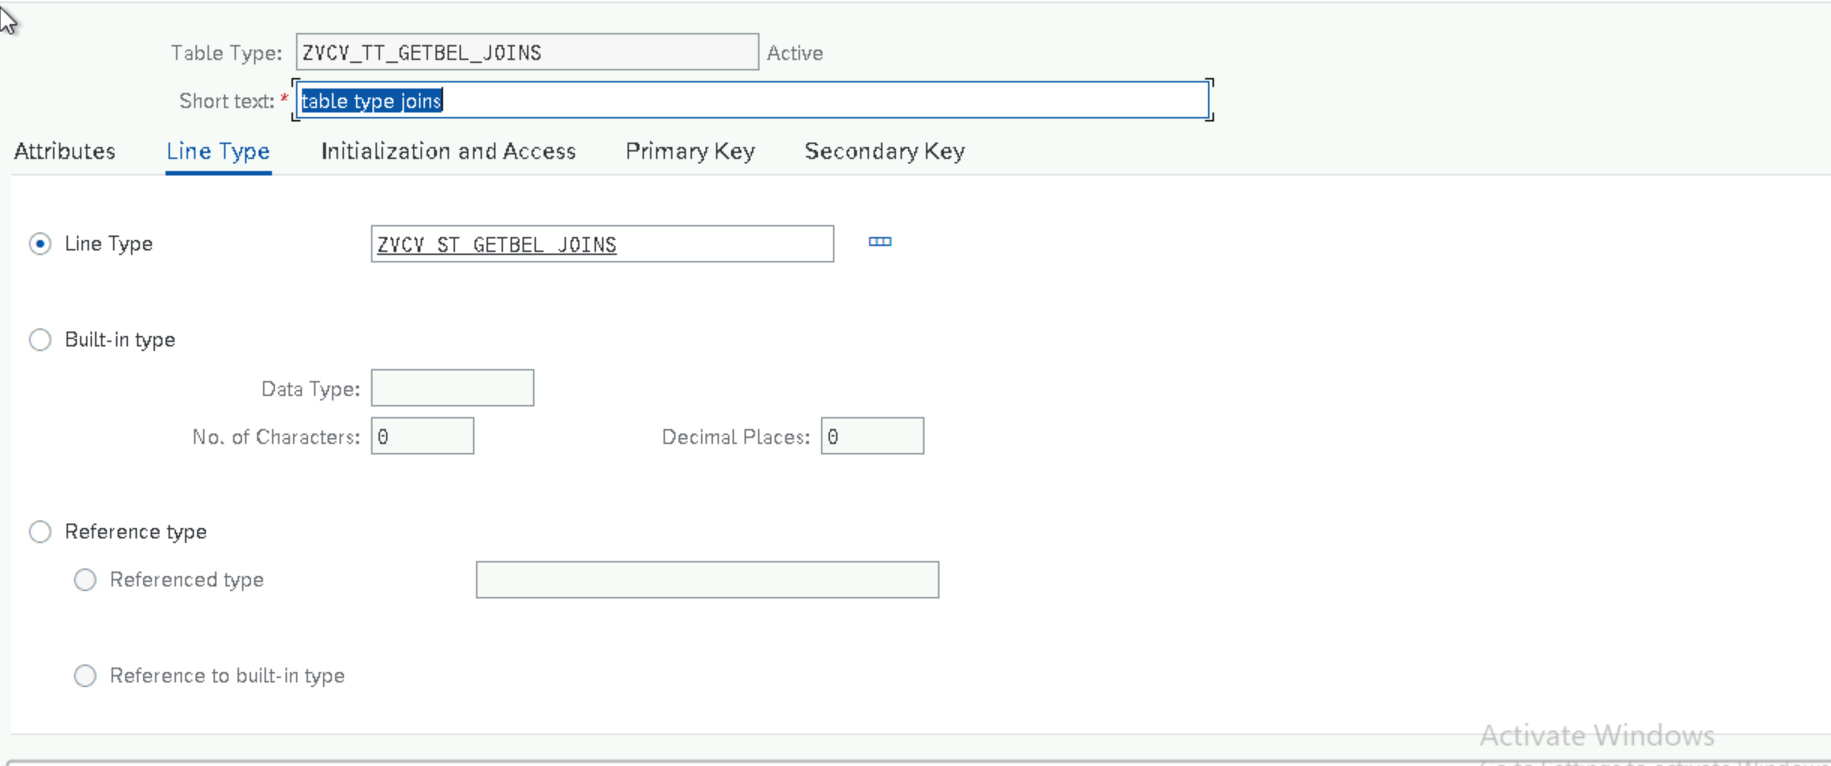 Table Type: ZVCV_TT_GETBEL_JOINS Active
Short text: * table type joins
Attributes Line Type Initialization and Access Primary Key Secondary Key
Line Type ZVCV_ST_GETBEL_JOINS
Built-in type
Data Type:
No. of Characters: 0 Decimal Places: 0
Reference type
Referenced type
Reference to built-in type
Activate Windows